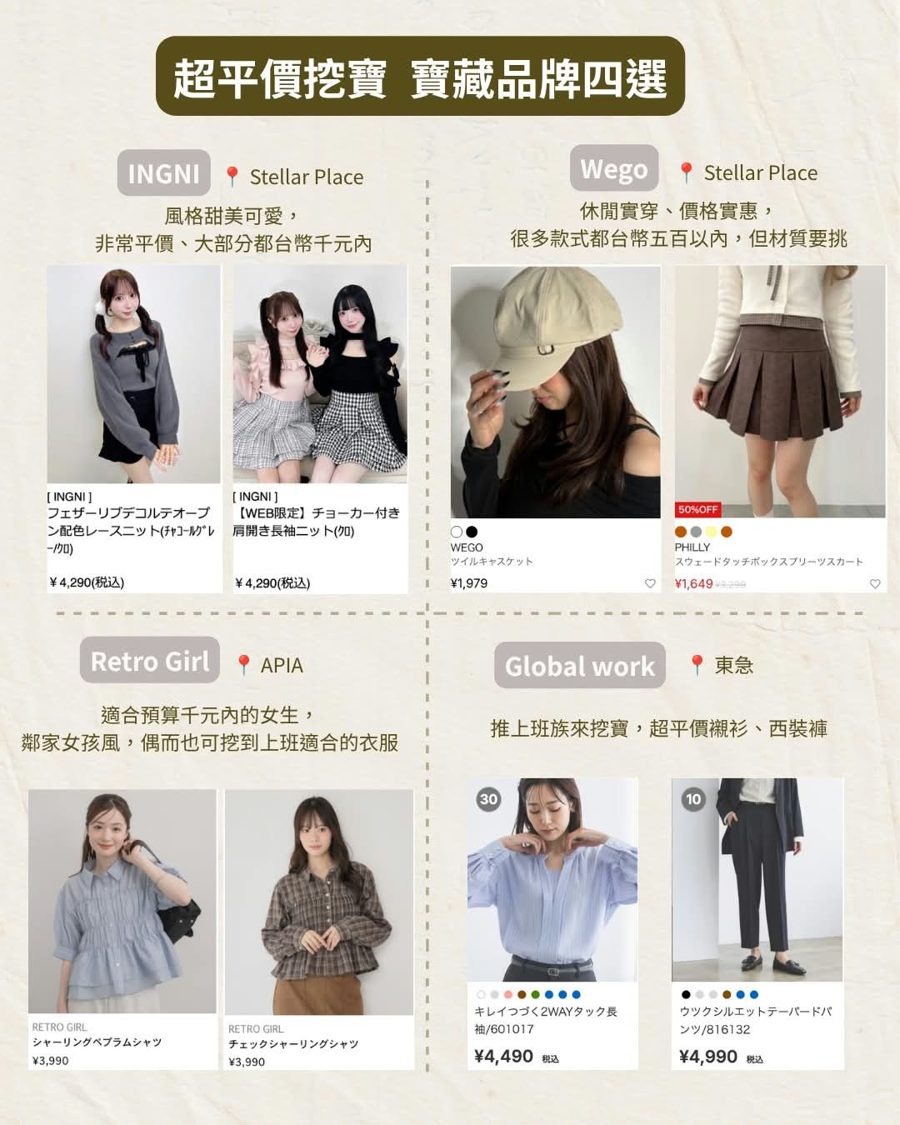 超平價挖寶 寶藏品牌四選
INGNI
📍 Stellar Place
風格甜美可愛，
非常平價、大部分都台幣千元內
[ INGNI ]
フェザーリブデコルテオープ
ン配色レースニット(ﾁｬｺｰﾙｸﾞﾚ
ｰ/ｸﾛ)
¥ 4,290(税込)
[ INGNI ]
【WEB限定】チョーカー付き
肩開き長袖ニット(ｸﾛ)
¥ 4,290(税込)
Wego
📍 Stellar Place
休閒實穿、價格實惠，
很多款式都台幣五百以內，但材質要挑
WEGO
ツイルキャスケット
¥1,979
50%OFF
PHILLY
スウェードタッチボックスプリーツスカート
¥1,649 ¥3,298
Retro Girl
📍 APIA
適合預算千元內的女生，
鄰家女孩風，偶而也可挖到上班適合的衣服
RETRO GIRL
シャーリングペプラムシャツ
¥3,990
RETRO GIRL
チェックシャーリングシャツ
¥3,990
Global work
📍 東急
推上班族來挖寶，超平價襯衫、西裝褲
30
キレイつづく2WAYタック長
袖/601017
¥4,490 税込
10
ウツクシルエットテーパードパ
ンツ/816132
¥4,990 税込